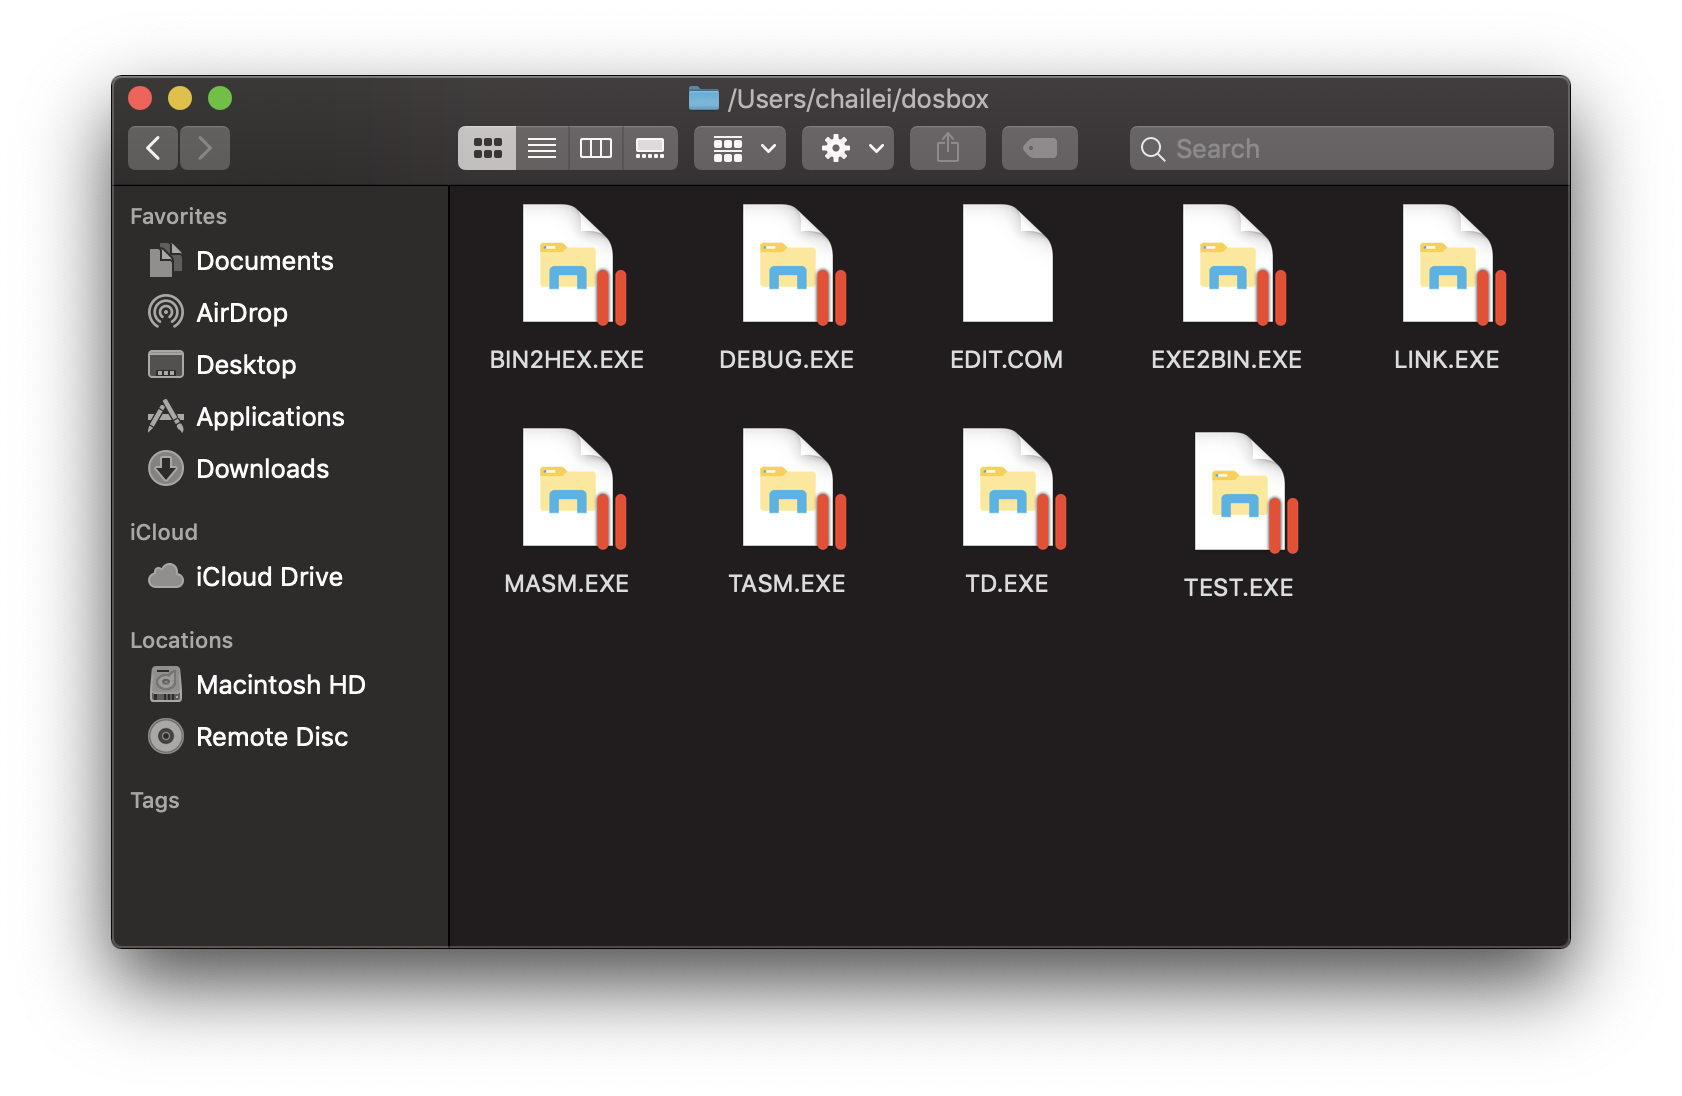 /Users/chailei/dosbox
Search
Favorites
Documents
AirDrop
Desktop
Applications
Downloads
iCloud
iCloud Drive
Locations
Macintosh HD
Remote Disc
Tags
BIN2HEX.EXE DEBUG.EXE EDIT.COM EXE2BIN.EXE LINK.EXE
MASM.EXE TASM.EXE TD.EXE TEST.EXE